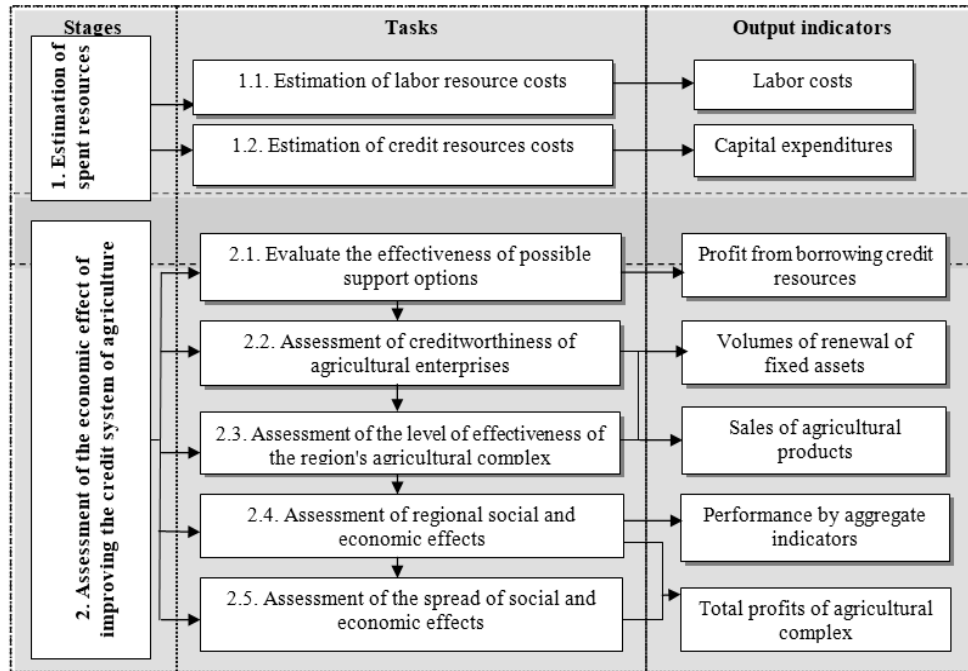 Stages
Tasks
Output indicators
1. Estimation of
spent resources
1.1. Estimation of labor resource costs
Labor costs
1.2. Estimation of credit resources costs
Capital expenditures
2. Assessment of the economic effect of
improving the credit system of agriculture
2.1. Evaluate the effectiveness of possible
support options
Profit from borrowing credit
resources
2.2. Assessment of creditworthiness of
agricultural enterprises
Volumes of renewal of
fixed assets
2.3. Assessment of the level of effectiveness of
the region's agricultural complex
Sales of agricultural
products
2.4. Assessment of regional social and
economic effects
Performance by aggregate
indicators
2.5. Assessment of the spread of social and
economic effects
Total profits of agricultural
complex